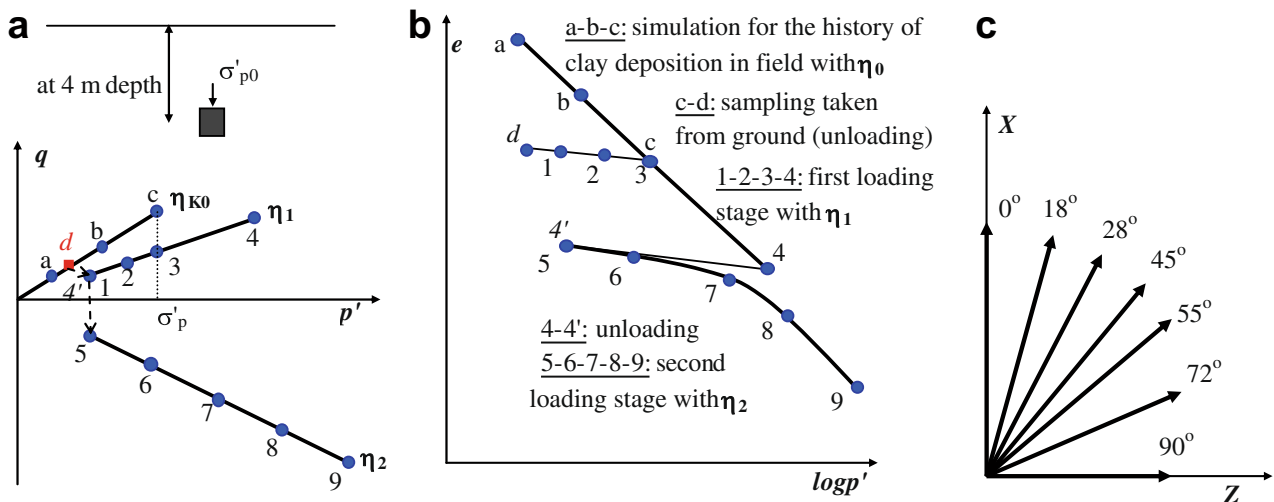 a
at 4 m depth
σ'p0
q
c
ηK0
η1
b
d
4
a
3
2
1
4'
p'
σ'p
5
6
7
8
9
η2
b
e
a
a-b-c: simulation for the history of
clay deposition in field with η0
b
c-d: sampling taken
from ground (unloading)
d
c
1
2
3
1-2-3-4: first loading
stage with η1
4'
4
5
6
7
8
4-4': unloading
5-6-7-8-9: second
loading stage with η2
9
logp'
c
X
0°
18°
28°
45°
55°
72°
90°
Z